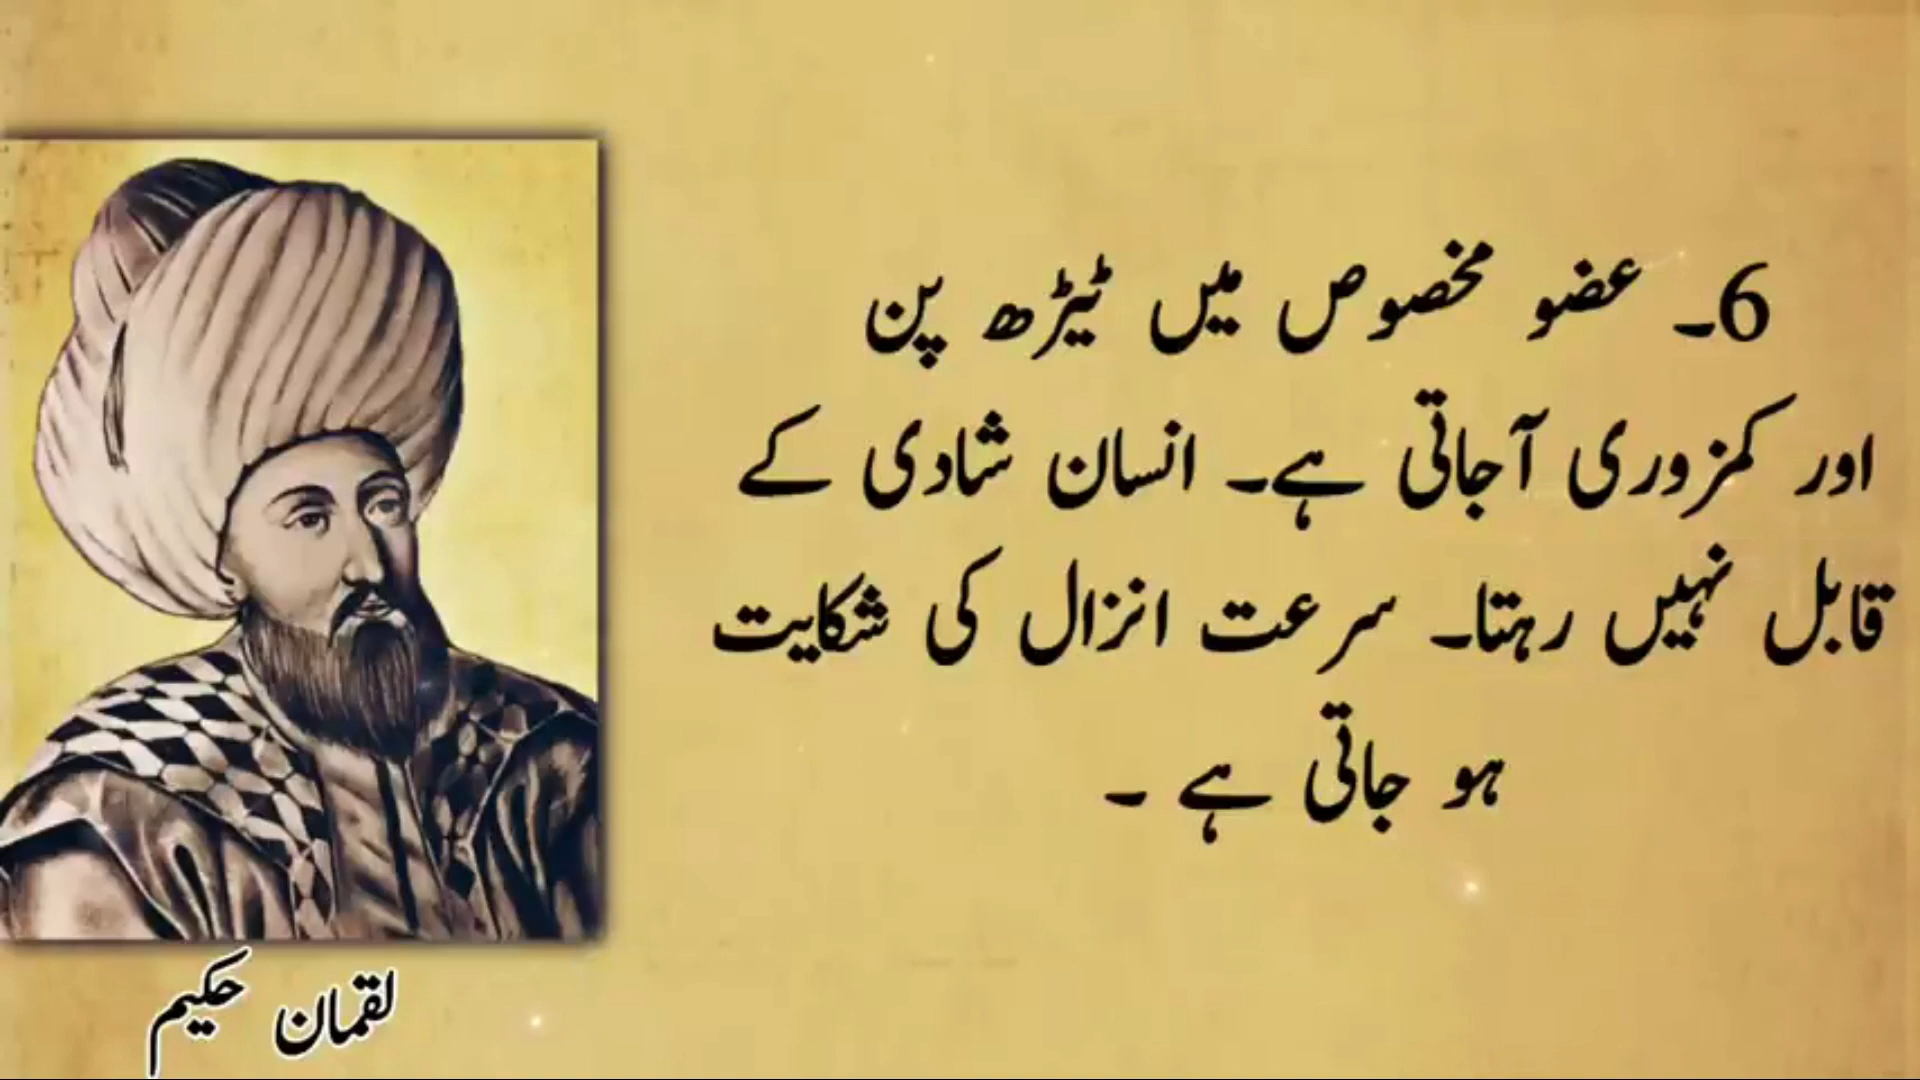 6۔ عضو مخصوص میں ٹیڑھ پن
اور کمزوری آجاتی ہے۔ انسان شادی کے
قابل نہیں رہتا۔ سرعت انزال کی شکایت
ہو جاتی ہے ۔
لقمان حکیم